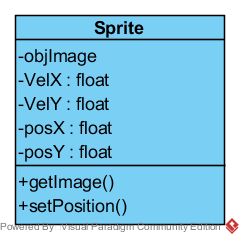 Sprite
-objImage
-VelX : float
-VelY : float
-posX : float
-posY : float
+getImage()
+setPosition()
Powered By Visual Paradigm Community Edition